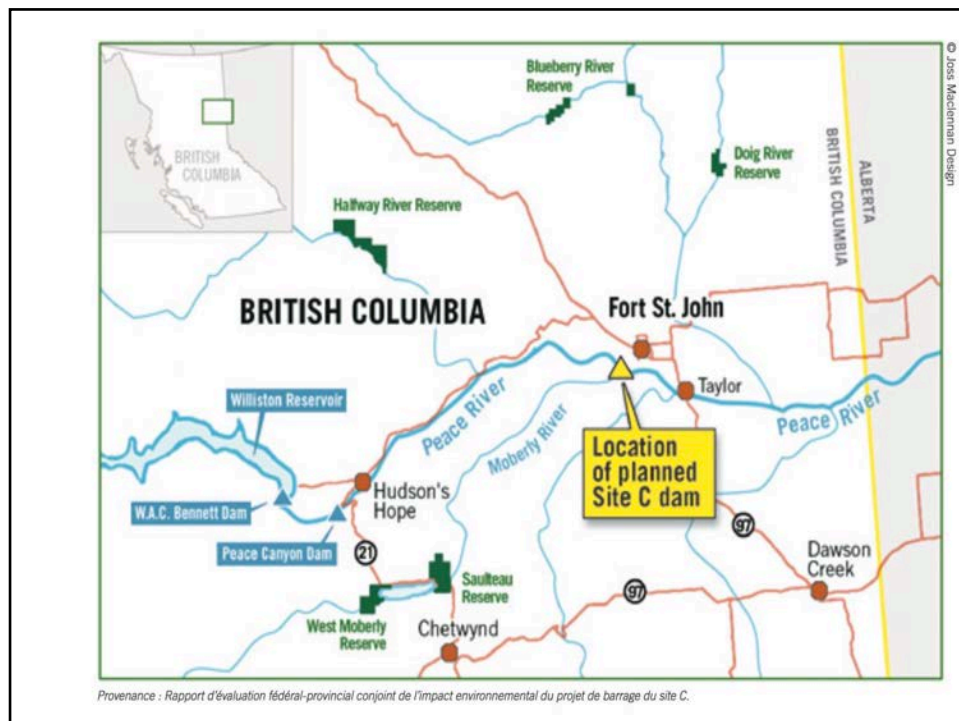 © Joss Maclennan Design
BRITISH
COLUMBIA
Blueberry River
Reserve
Doig River
Reserve
BRITISH COLUMBIA
ALBERTA
Halfway River Reserve
BRITISH COLUMBIA
Fort St. John
Taylor
Peace River
Peace River
Moberly River
Williston Reservoir
Location
of planned
Site C dam
Hudson's
Hope
W.A.C. Bennett Dam
Peace Canyon Dam
21
97
97
Dawson
Creek
Saulteau
Reserve
West Moberly
Reserve
Chetwynd
Provenance : Rapport d'évaluation fédéral-provincial conjoint de l'impact environnemental du projet de barrage du site C.